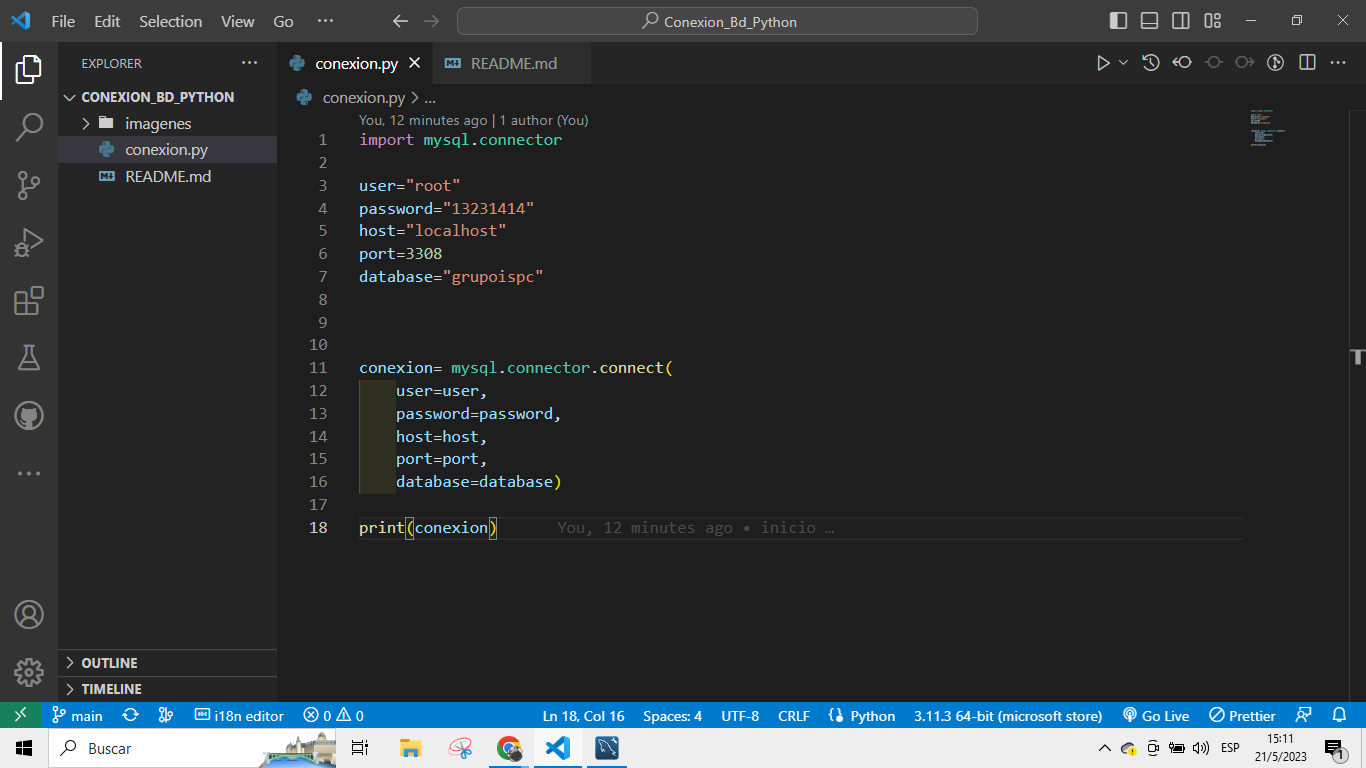 File Edit Selection View Go ···
Conexion_Bd_Python
EXPLORER ···
CONEXION_BD_PYTHON
imagenes
conexion.py
README.md
OUTLINE
TIMELINE
conexion.py
README.md
conexion.py > ...
You, 12 minutes ago | 1 author (You)
1 import mysql.connector
2
3 user="root"
4 password="13231414"
5 host="localhost"
6 port=3308
7 database="grupoispc"
8
9
10
11 conexion= mysql.connector.connect(
12 user=user,
13 password=password,
14 host=host,
15 port=port,
16 database=database)
17
18 print(conexion) You, 12 minutes ago • inicio …
main i18n editor 0 0 Ln 18, Col 16 Spaces: 4 UTF-8 CRLF Python 3.11.3 64-bit (microsoft store) Go Live Prettier
Buscar
ESP
15:11
21/5/2023
1